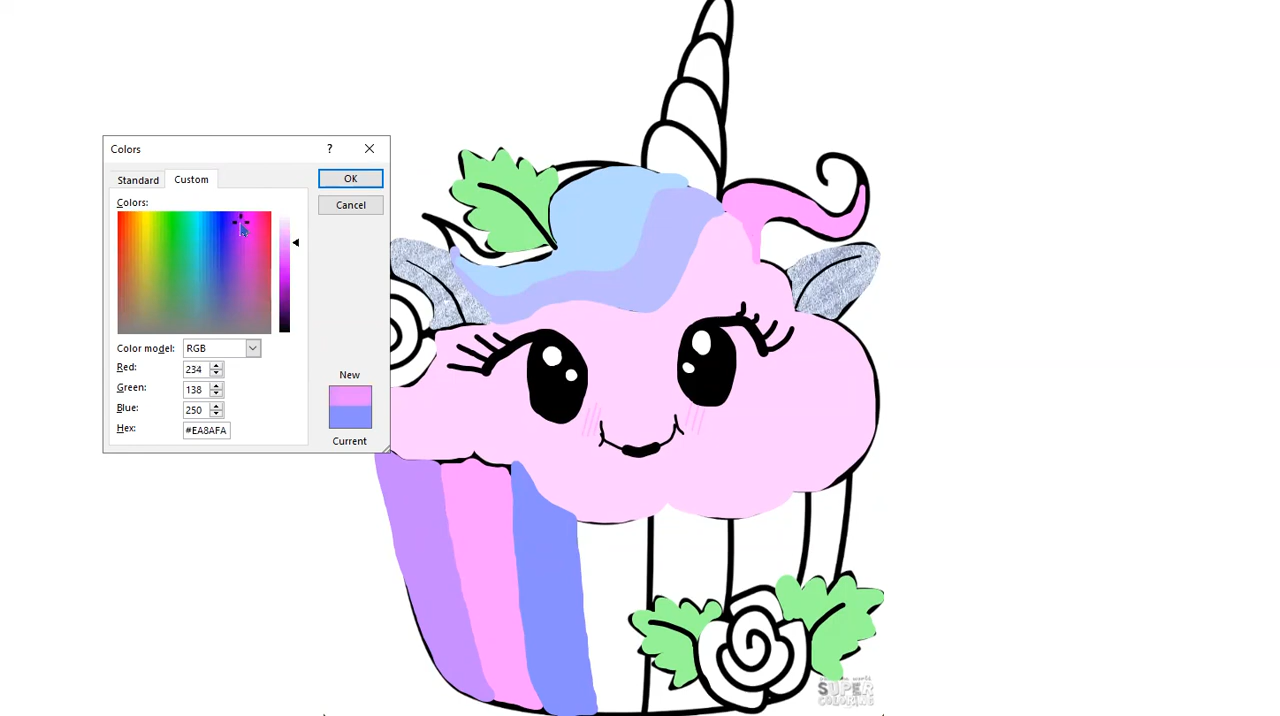 Colors
?
Standard
Custom
OK
Cancel
Colors:
Color model:
RGB
Red:
234
Green:
138
Blue:
250
Hex:
#EA8AFA
New
Current
SUPER
COLORING